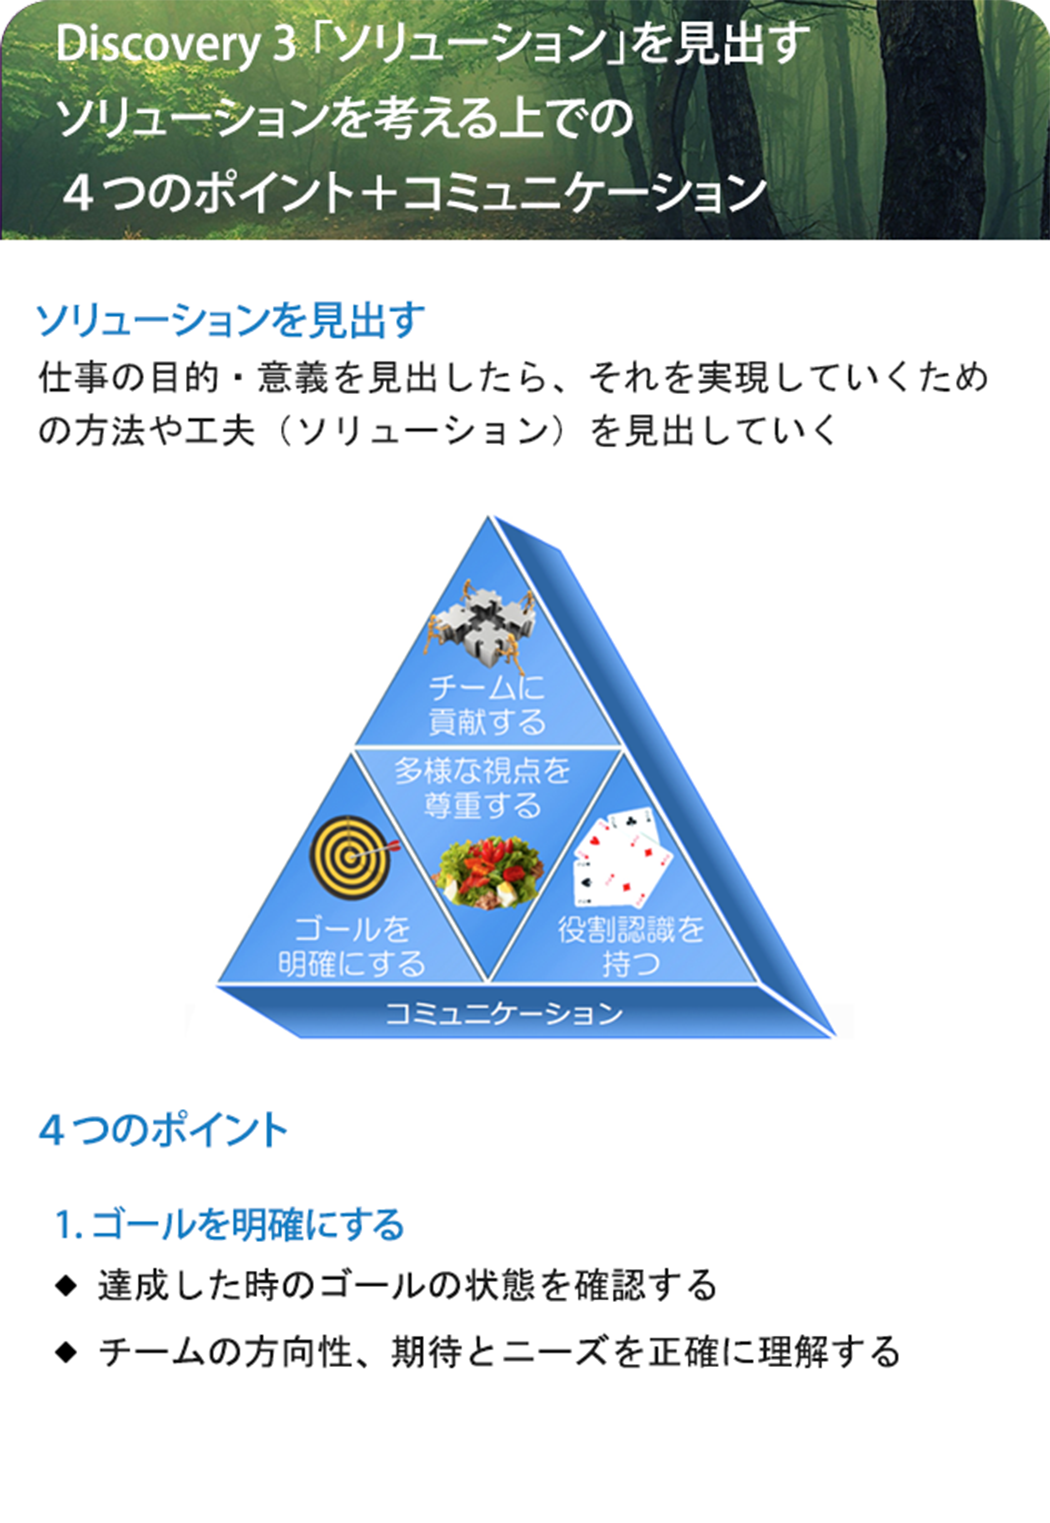 Discovery 3「ソリューション」を見出す
ソリューションを考える上での
４つのポイント＋コミュニケーション
ソリューションを見出す
仕事の目的・意義を見出したら、それを実現していくため
の方法や工夫（ソリューション）を見出していく
チームに
貢献する
多様な視点を
尊重する
ゴールを
明確にする
役割認識を
持つ
コミュニケーション
４つのポイント
1. ゴールを明確にする
◆ 達成した時のゴールの状態を確認する
◆ チームの方向性、期待とニーズを正確に理解する